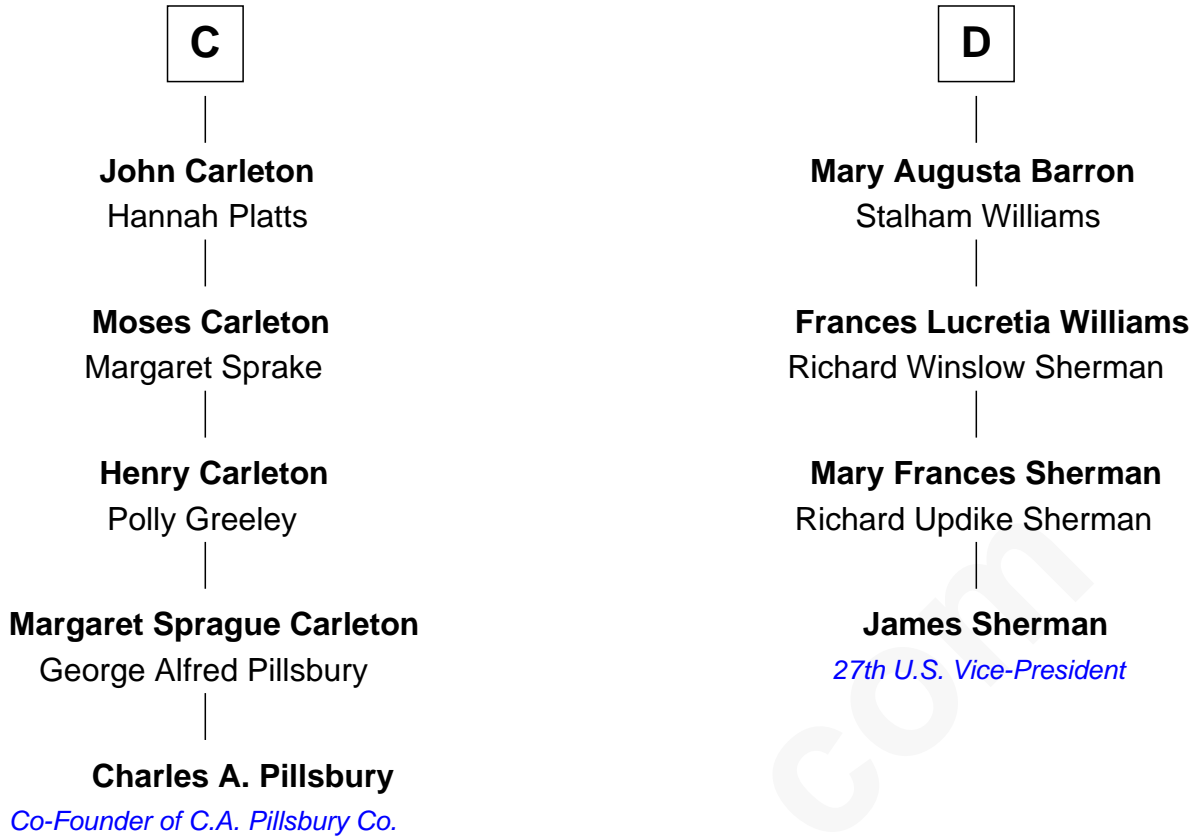 C
John Carleton
Hannah Platts
Moses Carleton
Margaret Sprake
Henry Carleton
Polly Greeley
Margaret Sprague Carleton
George Alfred Pillsbury
Charles A. Pillsbury
Co-Founder of C.A. Pillsbury Co.
D
Mary Augusta Barron
Stalham Williams
Frances Lucretia Williams
Richard Winslow Sherman
Mary Frances Sherman
Richard Updike Sherman
James Sherman
27th U.S. Vice-President
com